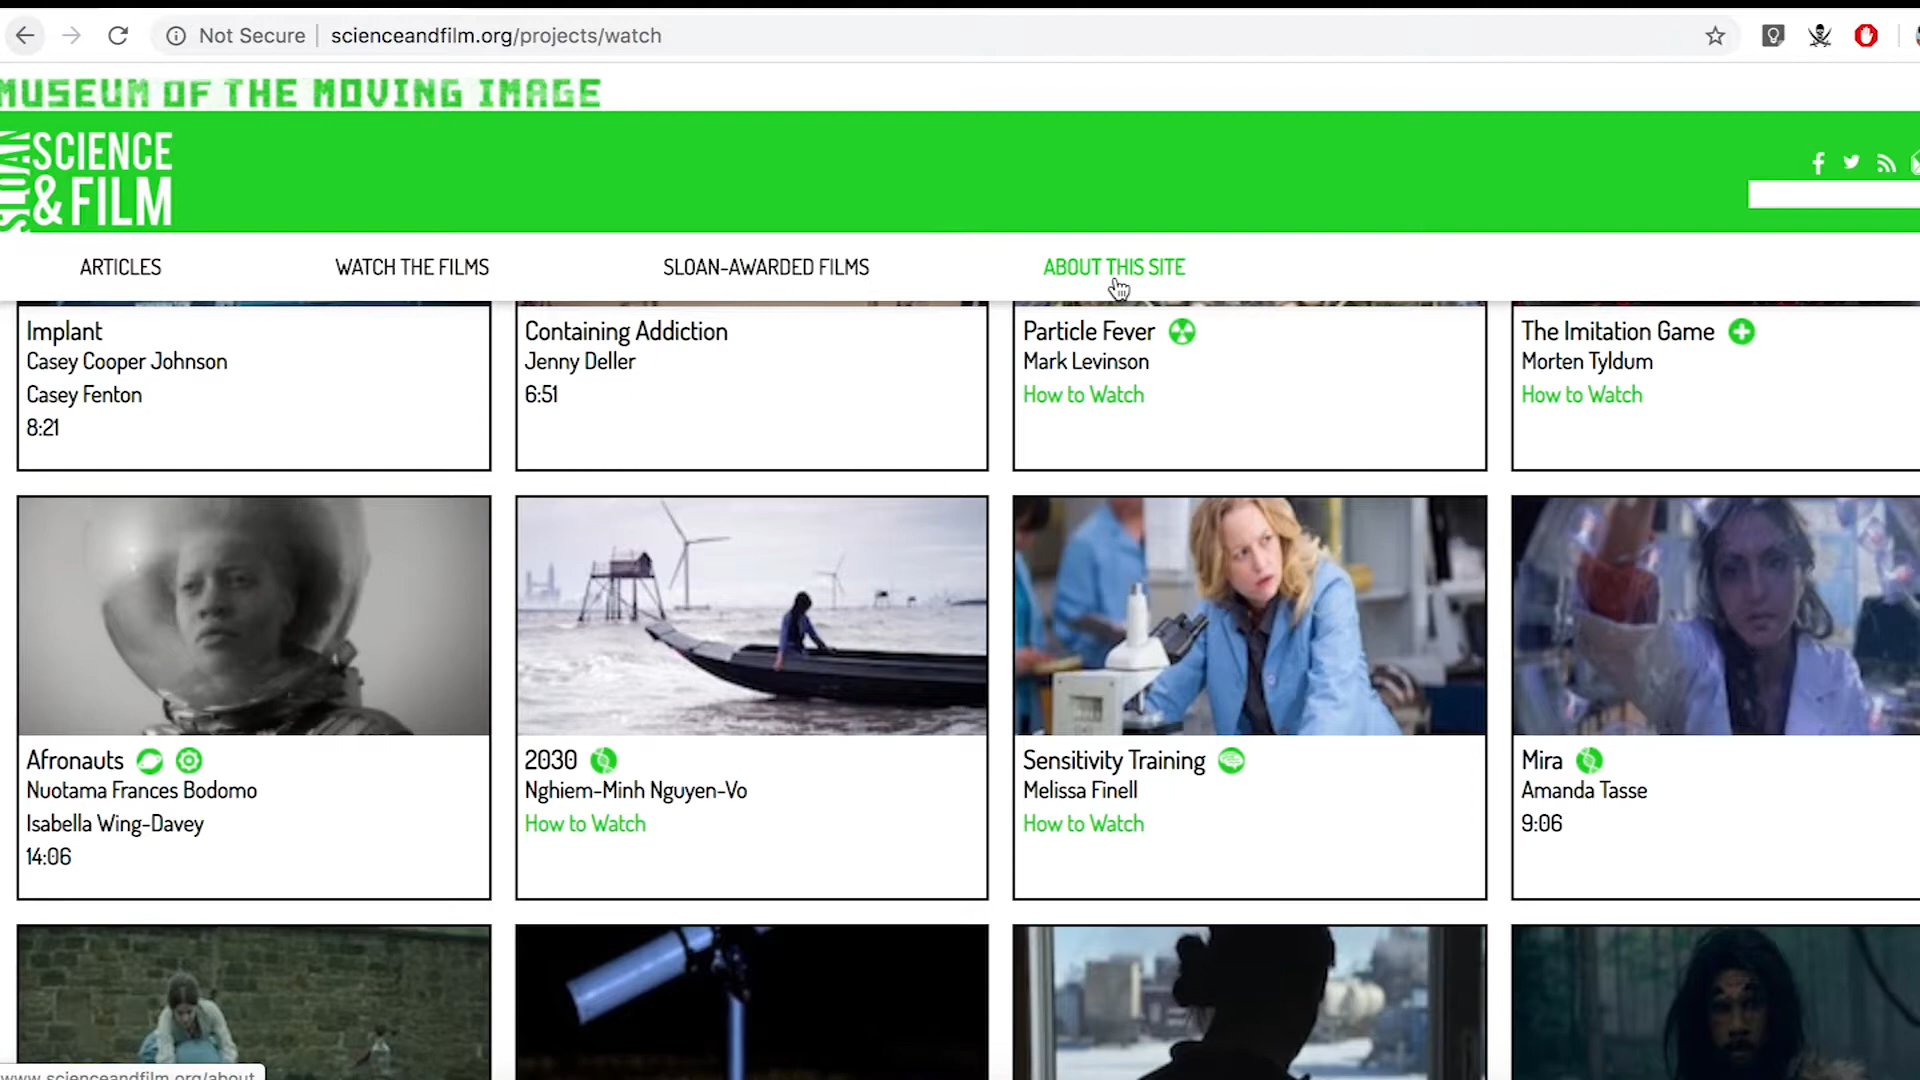 Not Secure scienceandfilm.org/projects/watch
MUSEUM OF THE MOVING IMAGE
SLOAN
SCIENCE
& FILM
ARTICLES
WATCH THE FILMS
SLOAN-AWARDED FILMS
ABOUT THIS SITE
Implant
Casey Cooper Johnson
Casey Fenton
8:21
Containing Addiction
Jenny Deller
6:51
Particle Fever
Mark Levinson
How to Watch
The Imitation Game
Morten Tyldum
How to Watch
Afronauts
Nuotama Frances Bodomo
Isabella Wing-Davey
14:06
2030
Nghiem-Minh Nguyen-Vo
How to Watch
Sensitivity Training
Melissa Finell
How to Watch
Mira
Amanda Tasse
9:06
www.scienceandfilm.org/about